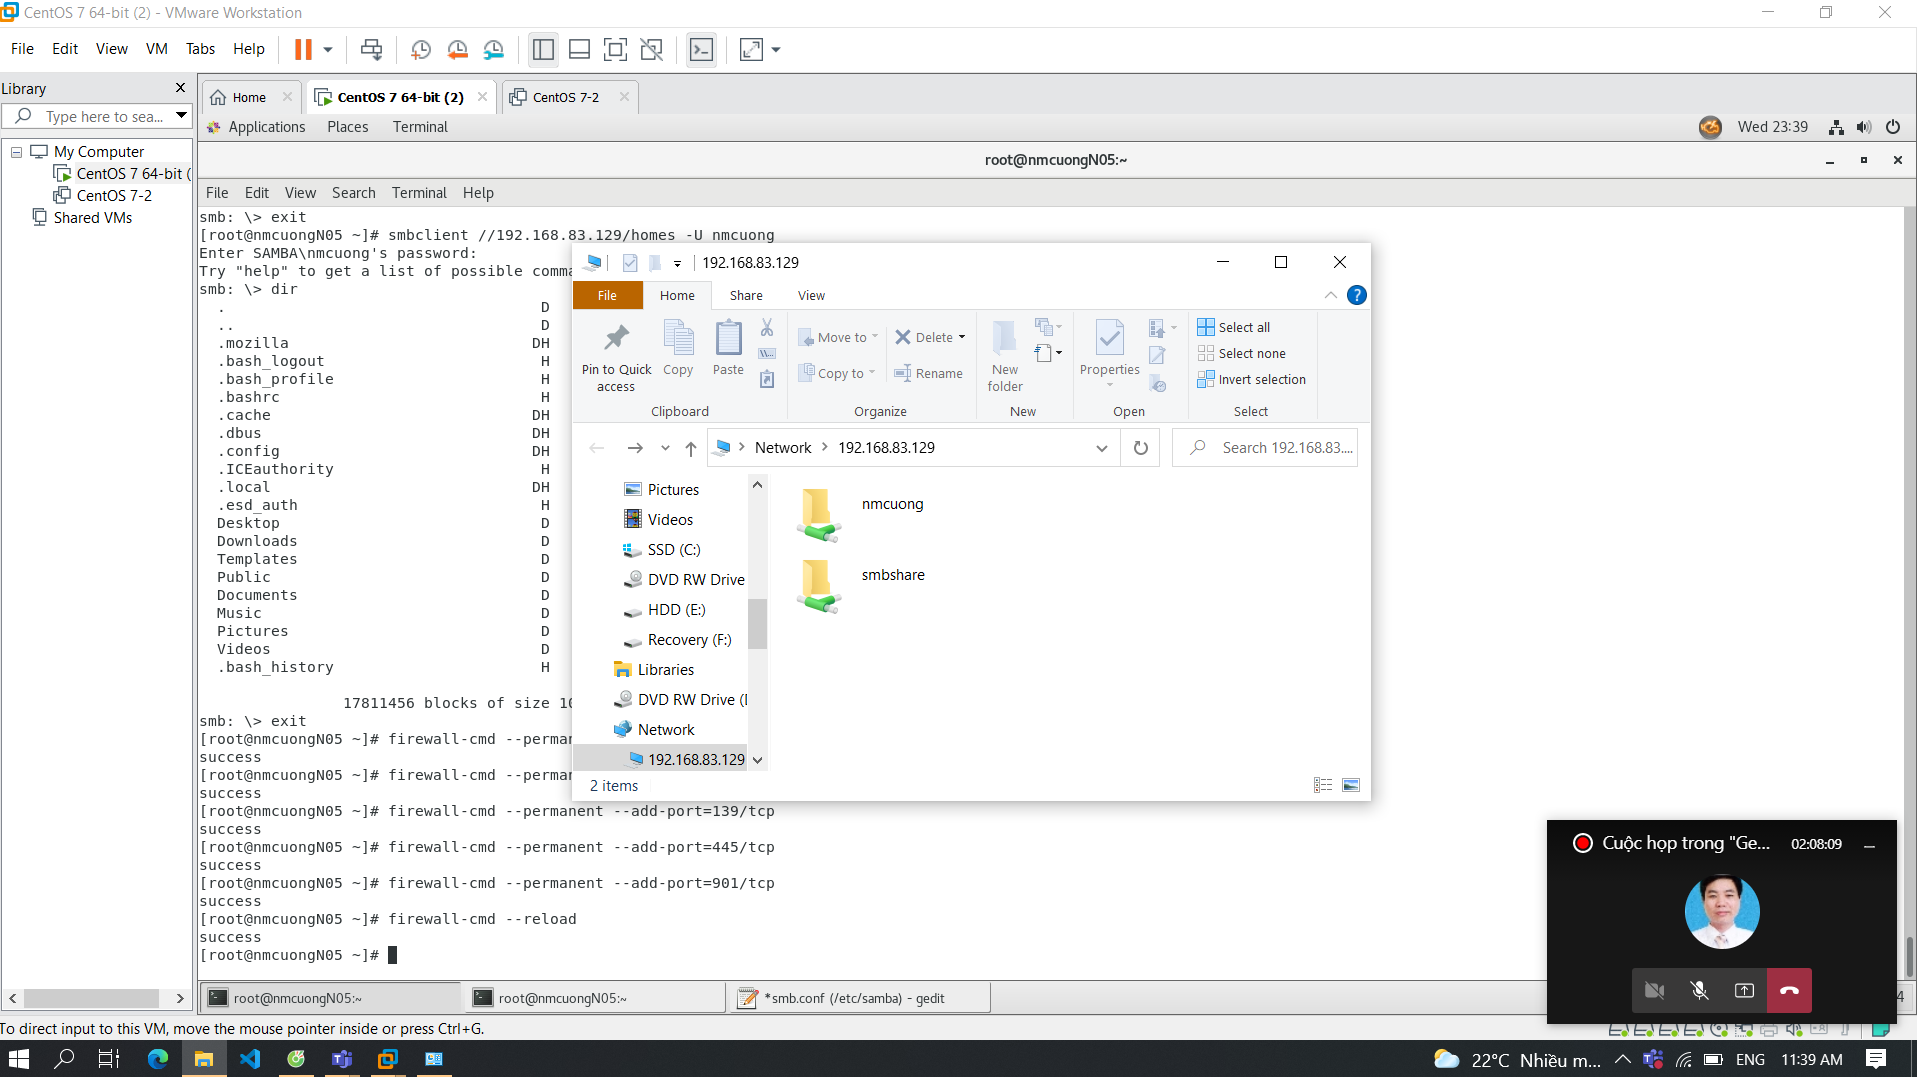 CentOS 7 64-bit (2) - VMware Workstation
File Edit View VM Tabs Help
Library
Type here to sea...
My Computer
CentOS 7 64-bit (
CentOS 7-2
Shared VMs
Home
CentOS 7 64-bit (2)
CentOS 7-2
Applications Places Terminal
Wed 23:39
root@nmcuongN05:~
File Edit View Search Terminal Help
smb: \> exit
[root@nmcuongN05 ~]# smbclient //192.168.83.129/homes -U nmcuong
Enter SAMBA\nmcuong's password:
Try "help" to get a list of possible comma
smb: \> dir
. D
.. D
.mozilla DH
.bash_logout H
.bash_profile H
.bashrc H
.cache DH
.dbus DH
.config DH
.ICEauthority H
.local DH
.esd_auth H
Desktop D
Downloads D
Templates D
Public D
Documents D
Music D
Pictures D
Videos D
.bash_history H
17811456 blocks of size 10
smb: \> exit
[root@nmcuongN05 ~]# firewall-cmd --perman
success
[root@nmcuongN05 ~]# firewall-cmd --perman
success
[root@nmcuongN05 ~]# firewall-cmd --permanent --add-port=139/tcp
success
[root@nmcuongN05 ~]# firewall-cmd --permanent --add-port=445/tcp
success
[root@nmcuongN05 ~]# firewall-cmd --permanent --add-port=901/tcp
success
[root@nmcuongN05 ~]# firewall-cmd --reload
success
[root@nmcuongN05 ~]#
192.168.83.129
File Home Share View
Pin to Quick access
Copy
Paste
Clipboard
Move to
Copy to
Delete
Rename
Organize
New folder
New
Properties
Open
Select all
Select none
Invert selection
Select
Network
192.168.83.129
Search 192.168.83....
Pictures
Videos
SSD (C:)
DVD RW Drive
HDD (E:)
Recovery (F:)
Libraries
DVD RW Drive (
Network
192.168.83.129
nmcuong
smbshare
2 items
Cuộc họp trong "Ge... 02:08:09
root@nmcuongN05:~
root@nmcuongN05:~
*smb.conf (/etc/samba) - gedit
4
To direct input to this VM, move the mouse pointer inside or press Ctrl+G.
22°C Nhiều m...
ENG
11:39 AM